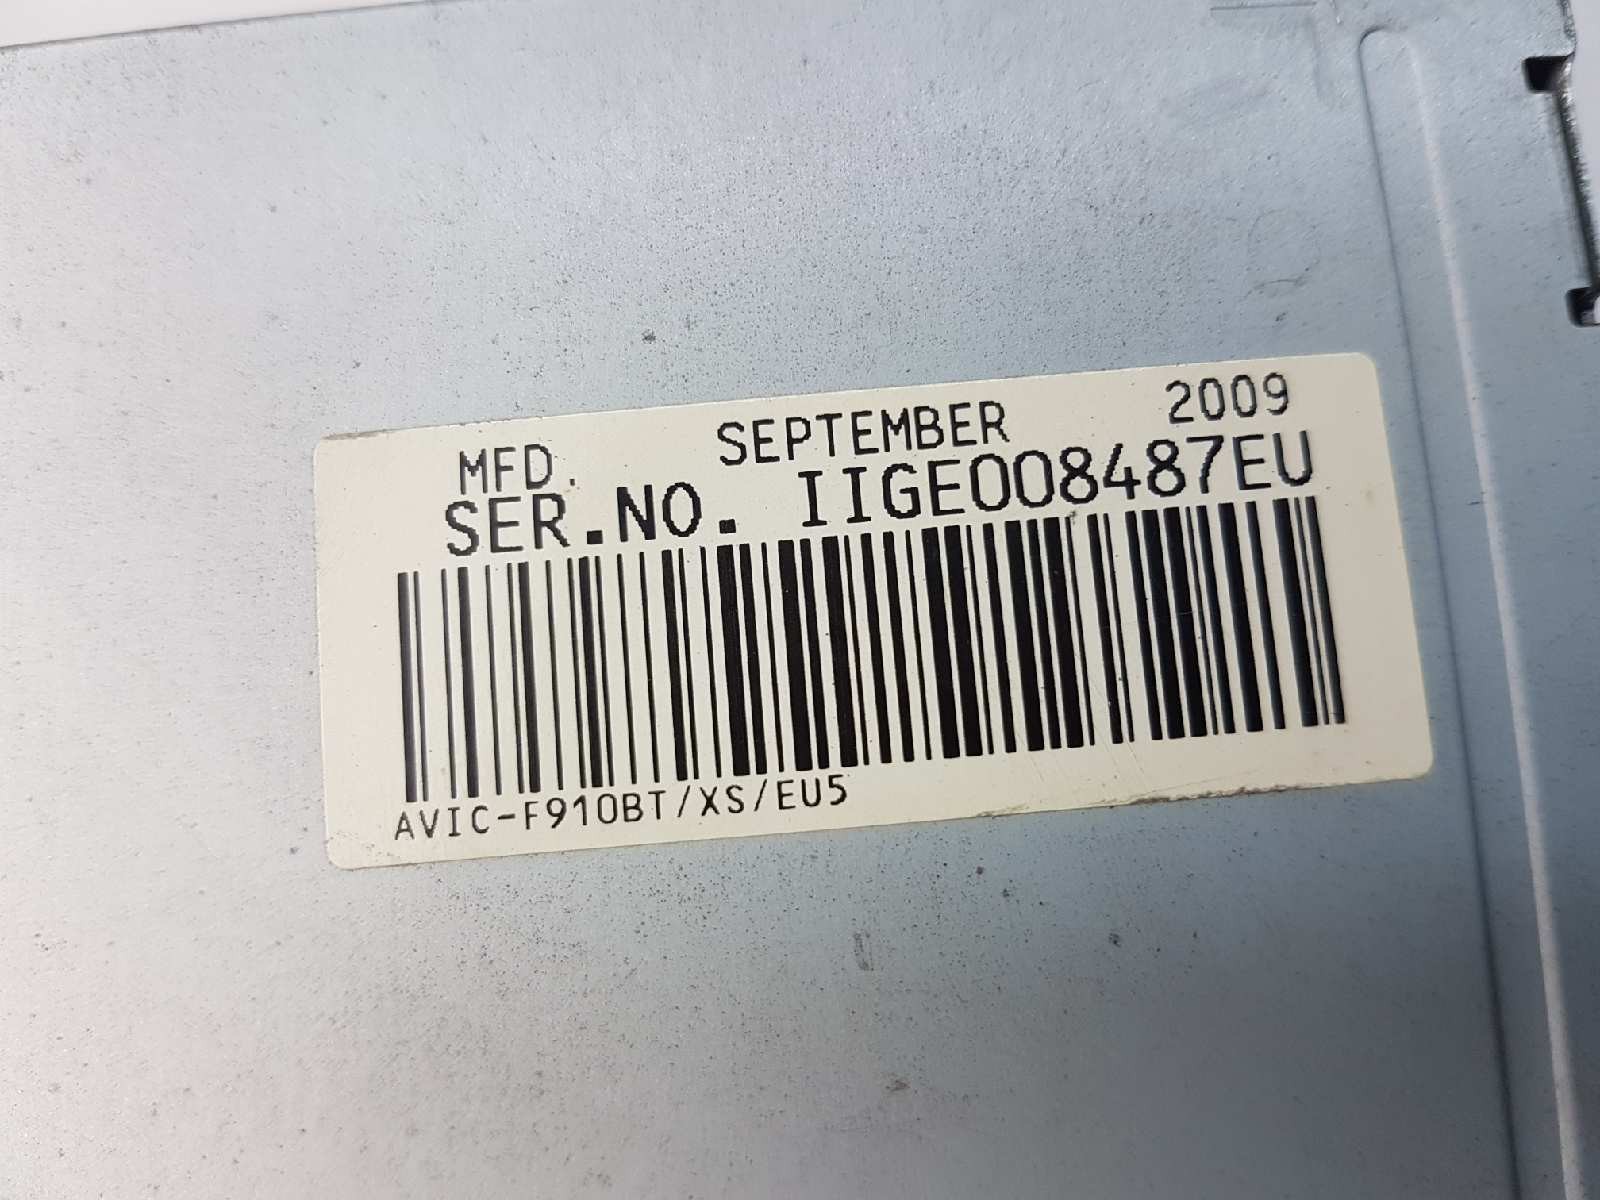 MFD. SEPTEMBER 2009
SER.NO. IIGE008487EU
AVIC-F910BT/XS/EU5